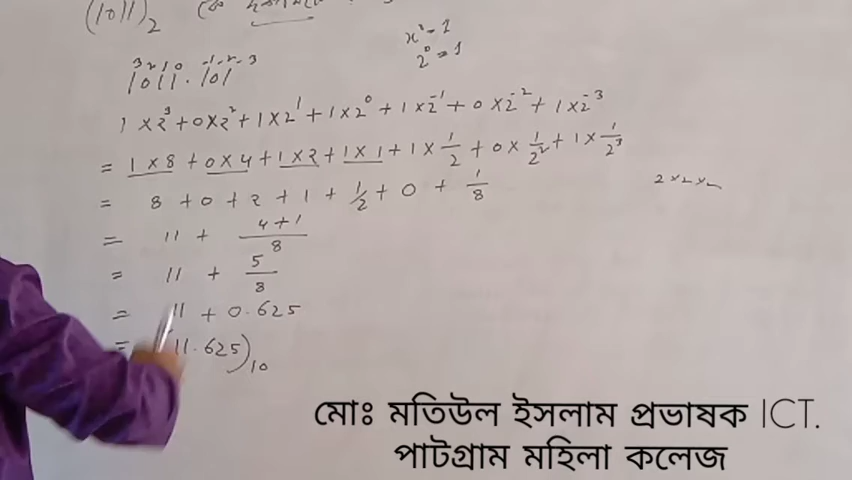 (1011)₂ কে
x⁰ = 1
2⁰ = 1
3 2 1 0 -1 -2 -3
1011.101
1×2³+0×2²+1×2¹+1×2⁰+1×2⁻¹+0×2⁻²+1×2⁻³
= 1×8+0×4+1×2+1×1+1×1/2+0×1/2²+1×1/2³
= 8+0+2+1+1/2+0+1/8
2×2×2
= 11 + 4+1/8
= 11 + 5/8
= 11 + 0.625
= 11.625)₁₀
মোঃ মতিউল ইসলাম প্রভাষক ICT.
পাটগ্রাম মহিলা কলেজ